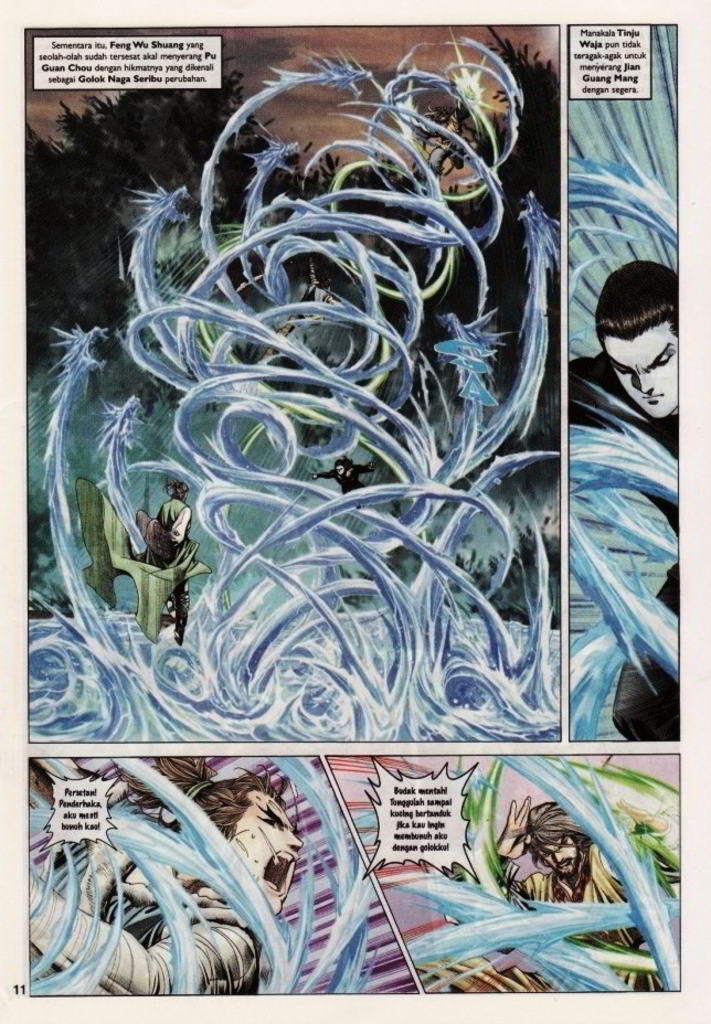 Sementara itu, Feng Wu Shuang yang
seolah-olah sudah tersesat akal menyerang Pu
Guan Chou dengan hikmatnya yang dikenali
sebagai Golok Naga Seribu perubahan.
Manakala Tinju
Waja pun tidak
teragak-agak untuk
menyerang Jian
Guang Mang
dengan segera.
SA
Persetan!
Penderhaka,
aku mesti
bunuh kau!
Budak mentah!
Tunggulah sampai
kucing bertanduk
jika kau ingin
membunuh aku
dengan golokku!
11